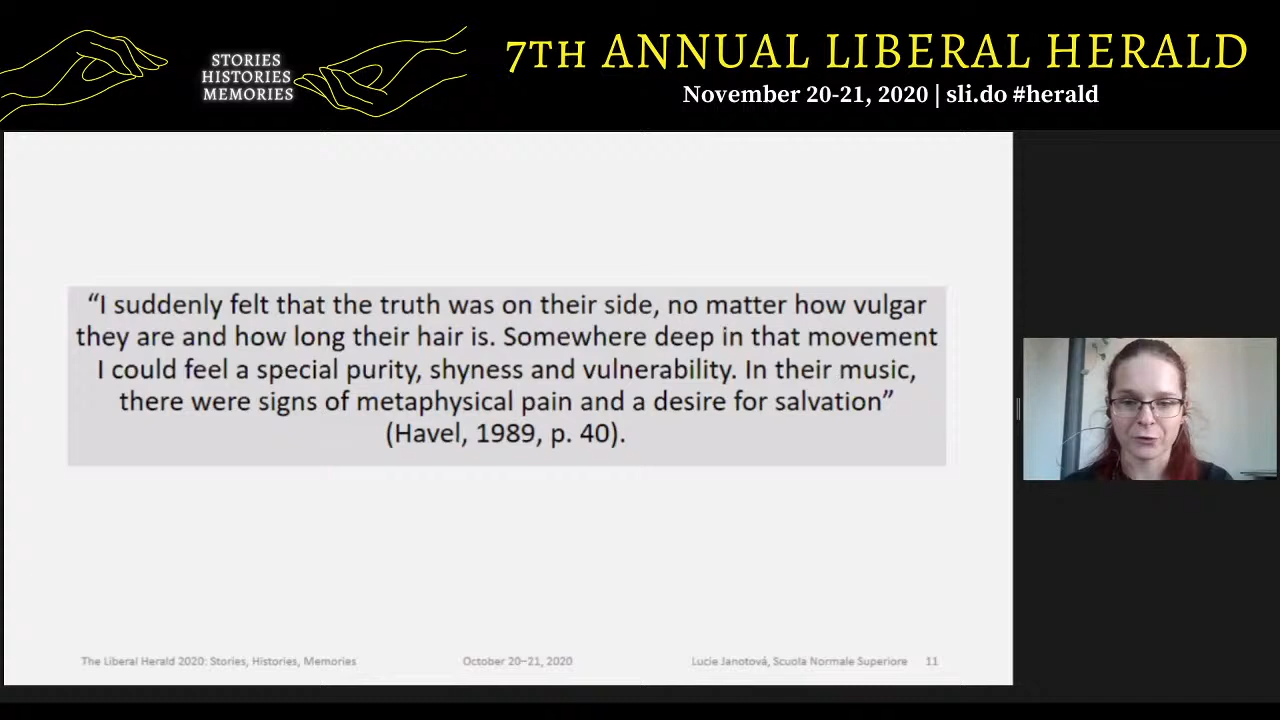 STORIES
HISTORIES
MEMORIES
7TH ANNUAL LIBERAL HERALD
November 20-21, 2020 | sli.do #herald
“I suddenly felt that the truth was on their side, no matter how vulgar
they are and how long their hair is. Somewhere deep in that movement
I could feel a special purity, shyness and vulnerability. In their music,
there were signs of metaphysical pain and a desire for salvation”
(Havel, 1989, p. 40).
The Liberal Herald 2020: Stories, Histories, Memories
October 20–21, 2020
Lucie Janotová, Scuola Normale Superiore 11